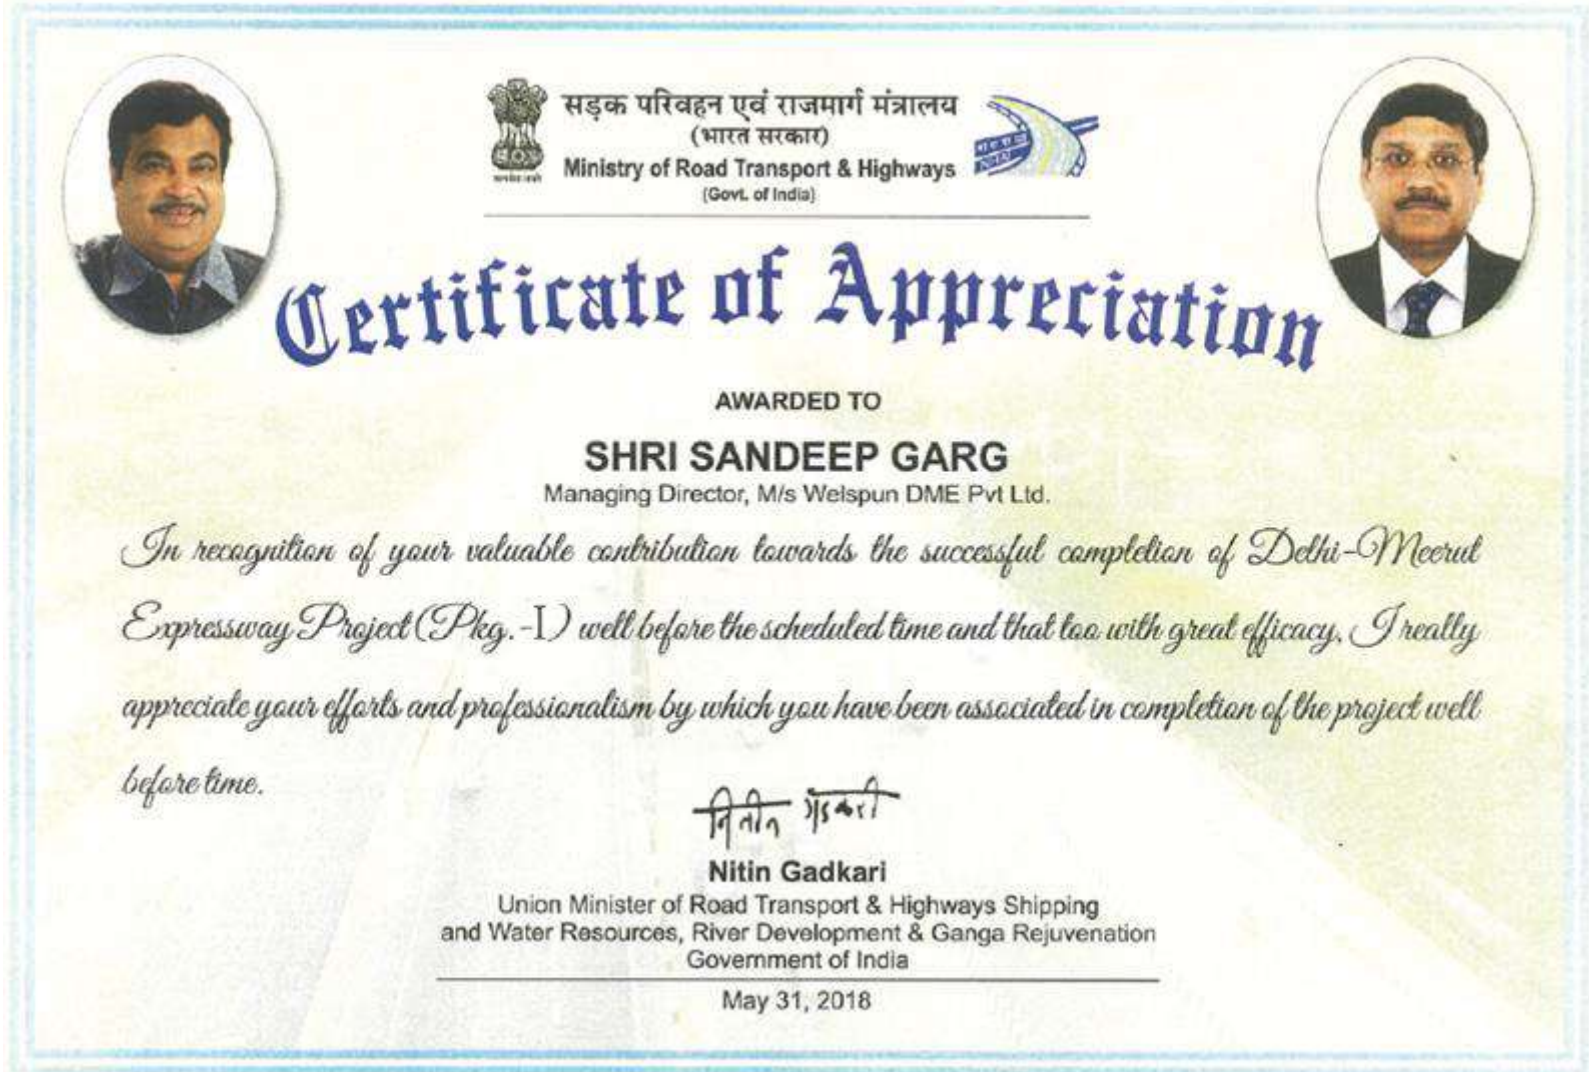 सड़क परिवहन एवं राजमार्ग मंत्रालय
(भारत सरकार)
Ministry of Road Transport & Highways
(Govt. of India)
Certificate of Appreciation
AWARDED TO
SHRI SANDEEP GARG
Managing Director, M/s Welspun DME Pvt Ltd.
In recognition of your valuable contribution towards the successful completion of Delhi-Meerut
Expressway Project (Pkg.-I) well before the scheduled time and that too with great efficacy, I really
appreciate your efforts and professionalism by which you have been associated in completion of the project well
before time.
नितीन गडकरी
Nitin Gadkari
Union Minister of Road Transport & Highways Shipping
and Water Resources, River Development & Ganga Rejuvenation
Government of India
May 31, 2018